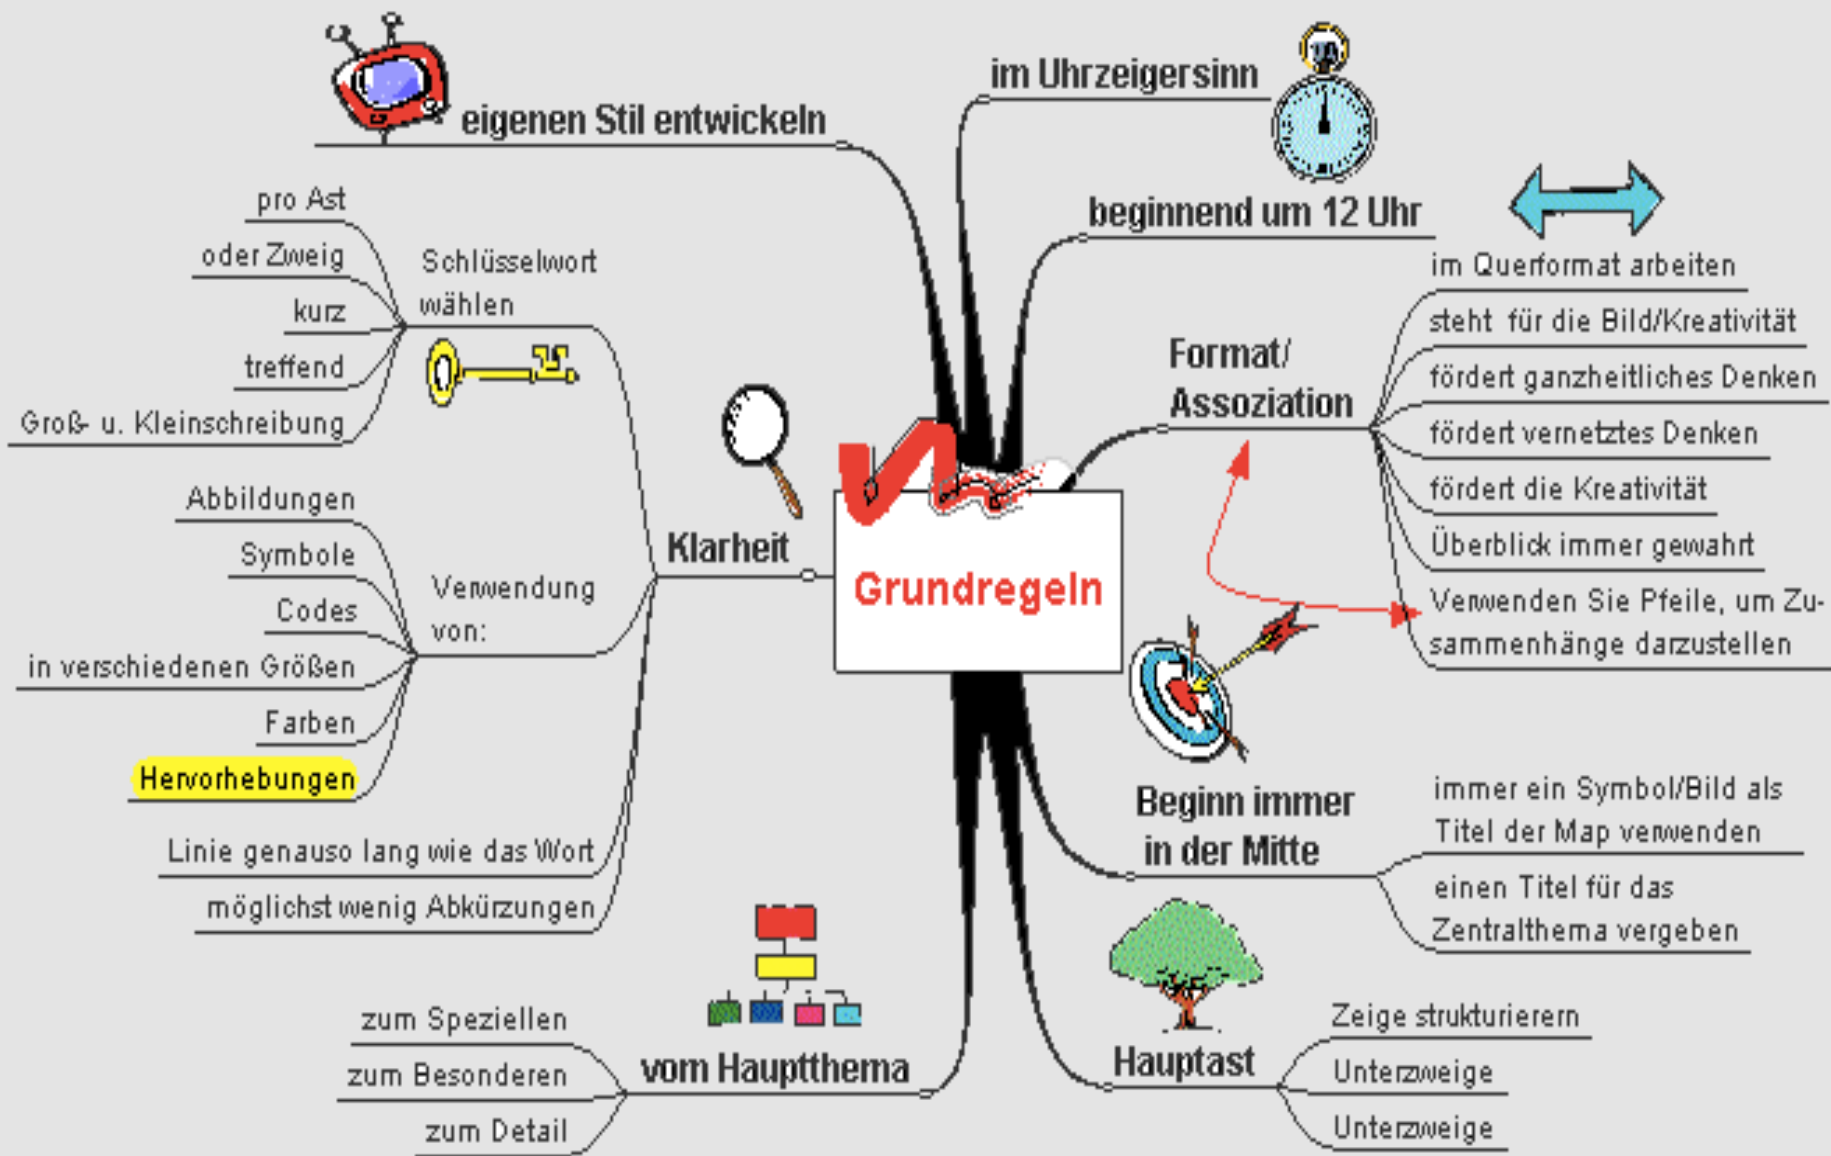 Grundregeln
im Uhrzeigersinn
beginnend um 12 Uhr
Format/
Assoziation
im Querformat arbeiten
steht für die Bild/Kreativität
fördert ganzheitliches Denken
fördert vernetztes Denken
fördert die Kreativität
Überblick immer gewahrt
Verwenden Sie Pfeile, um Zu-
sammenhänge darzustellen
Beginn immer
in der Mitte
immer ein Symbol/Bild als
Titel der Map verwenden
einen Titel für das
Zentralthema vergeben
Hauptast
Zeige strukturierern
Unterzweige
Unterzweige
vom Hauptthema
zum Speziellen
zum Besonderen
zum Detail
Klarheit
Schlüsselwort
wählen
pro Ast
oder Zweig
kurz
treffend
Groß- u. Kleinschreibung
Verwendung
von:
Abbildungen
Symbole
Codes
in verschiedenen Größen
Farben
Hervorhebungen
Linie genauso lang wie das Wort
möglichst wenig Abkürzungen
eigenen Stil entwickeln